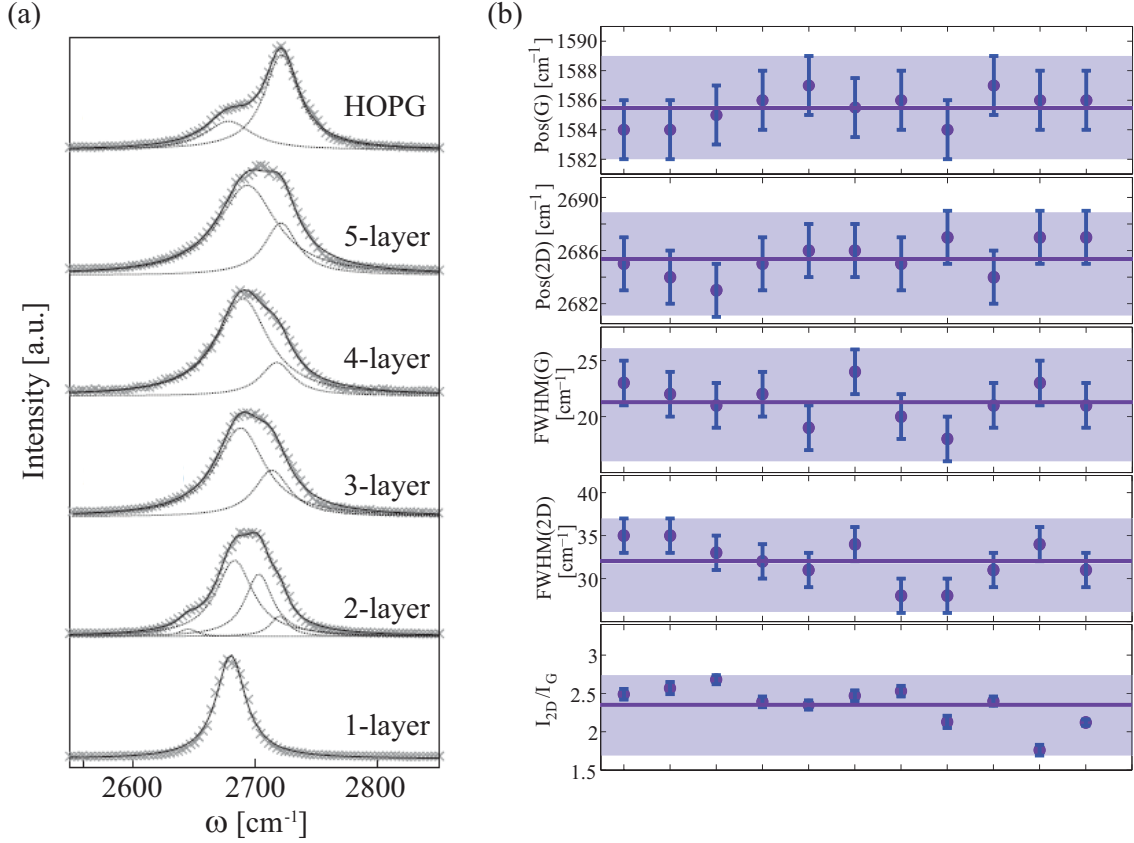 (a)
HOPG
5-layer
4-layer
3-layer
2-layer
1-layer
Intensity [a.u.]
2600 2700 2800
ω [cm⁻¹]
(b)
Pos(G) [cm⁻¹]
1590
1588
1586
1584
1582
Pos(2D) [cm⁻¹]
2690
2686
2682
FWHM(G)
[cm⁻¹]
25
20
FWHM(2D)
[cm⁻¹]
40
35
30
I₂D/I_G
3
2.5
2
1.5